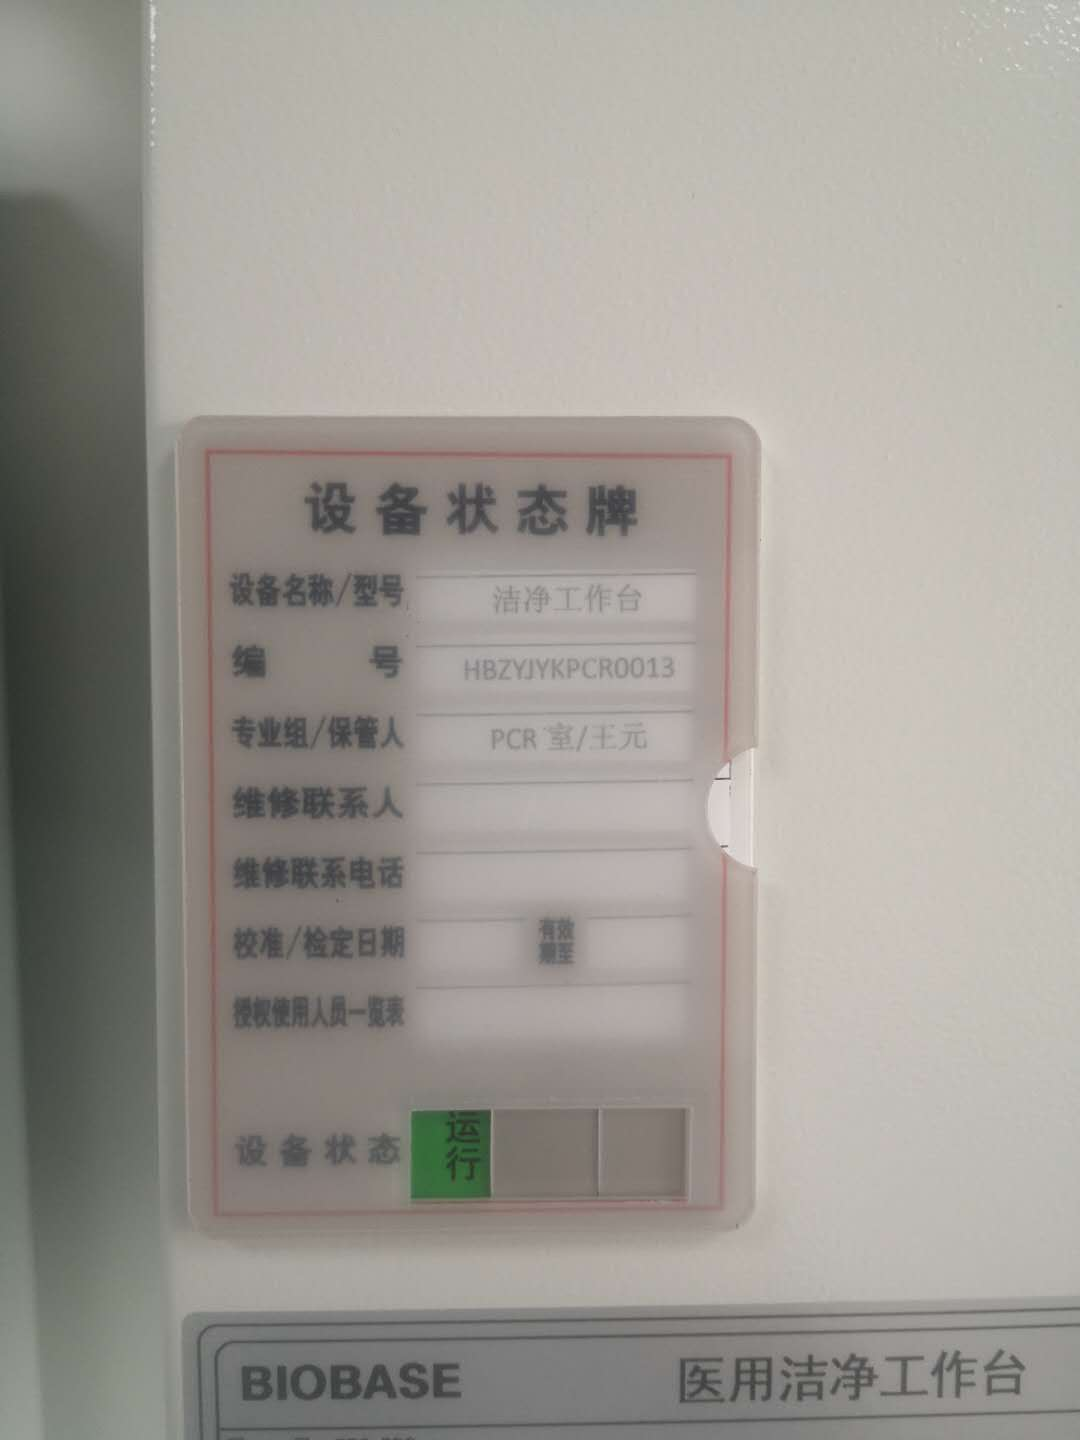 设备状态牌
设备名称/型号 洁净工作台
编号 HBZYJYKPCR0013
专业组/保管人 PCR 室/王元
维修联系人
维修联系电话
校准/检定日期 有效期至
授权使用人员一览表
设备状态 运行
BIOBASE 医用洁净工作台